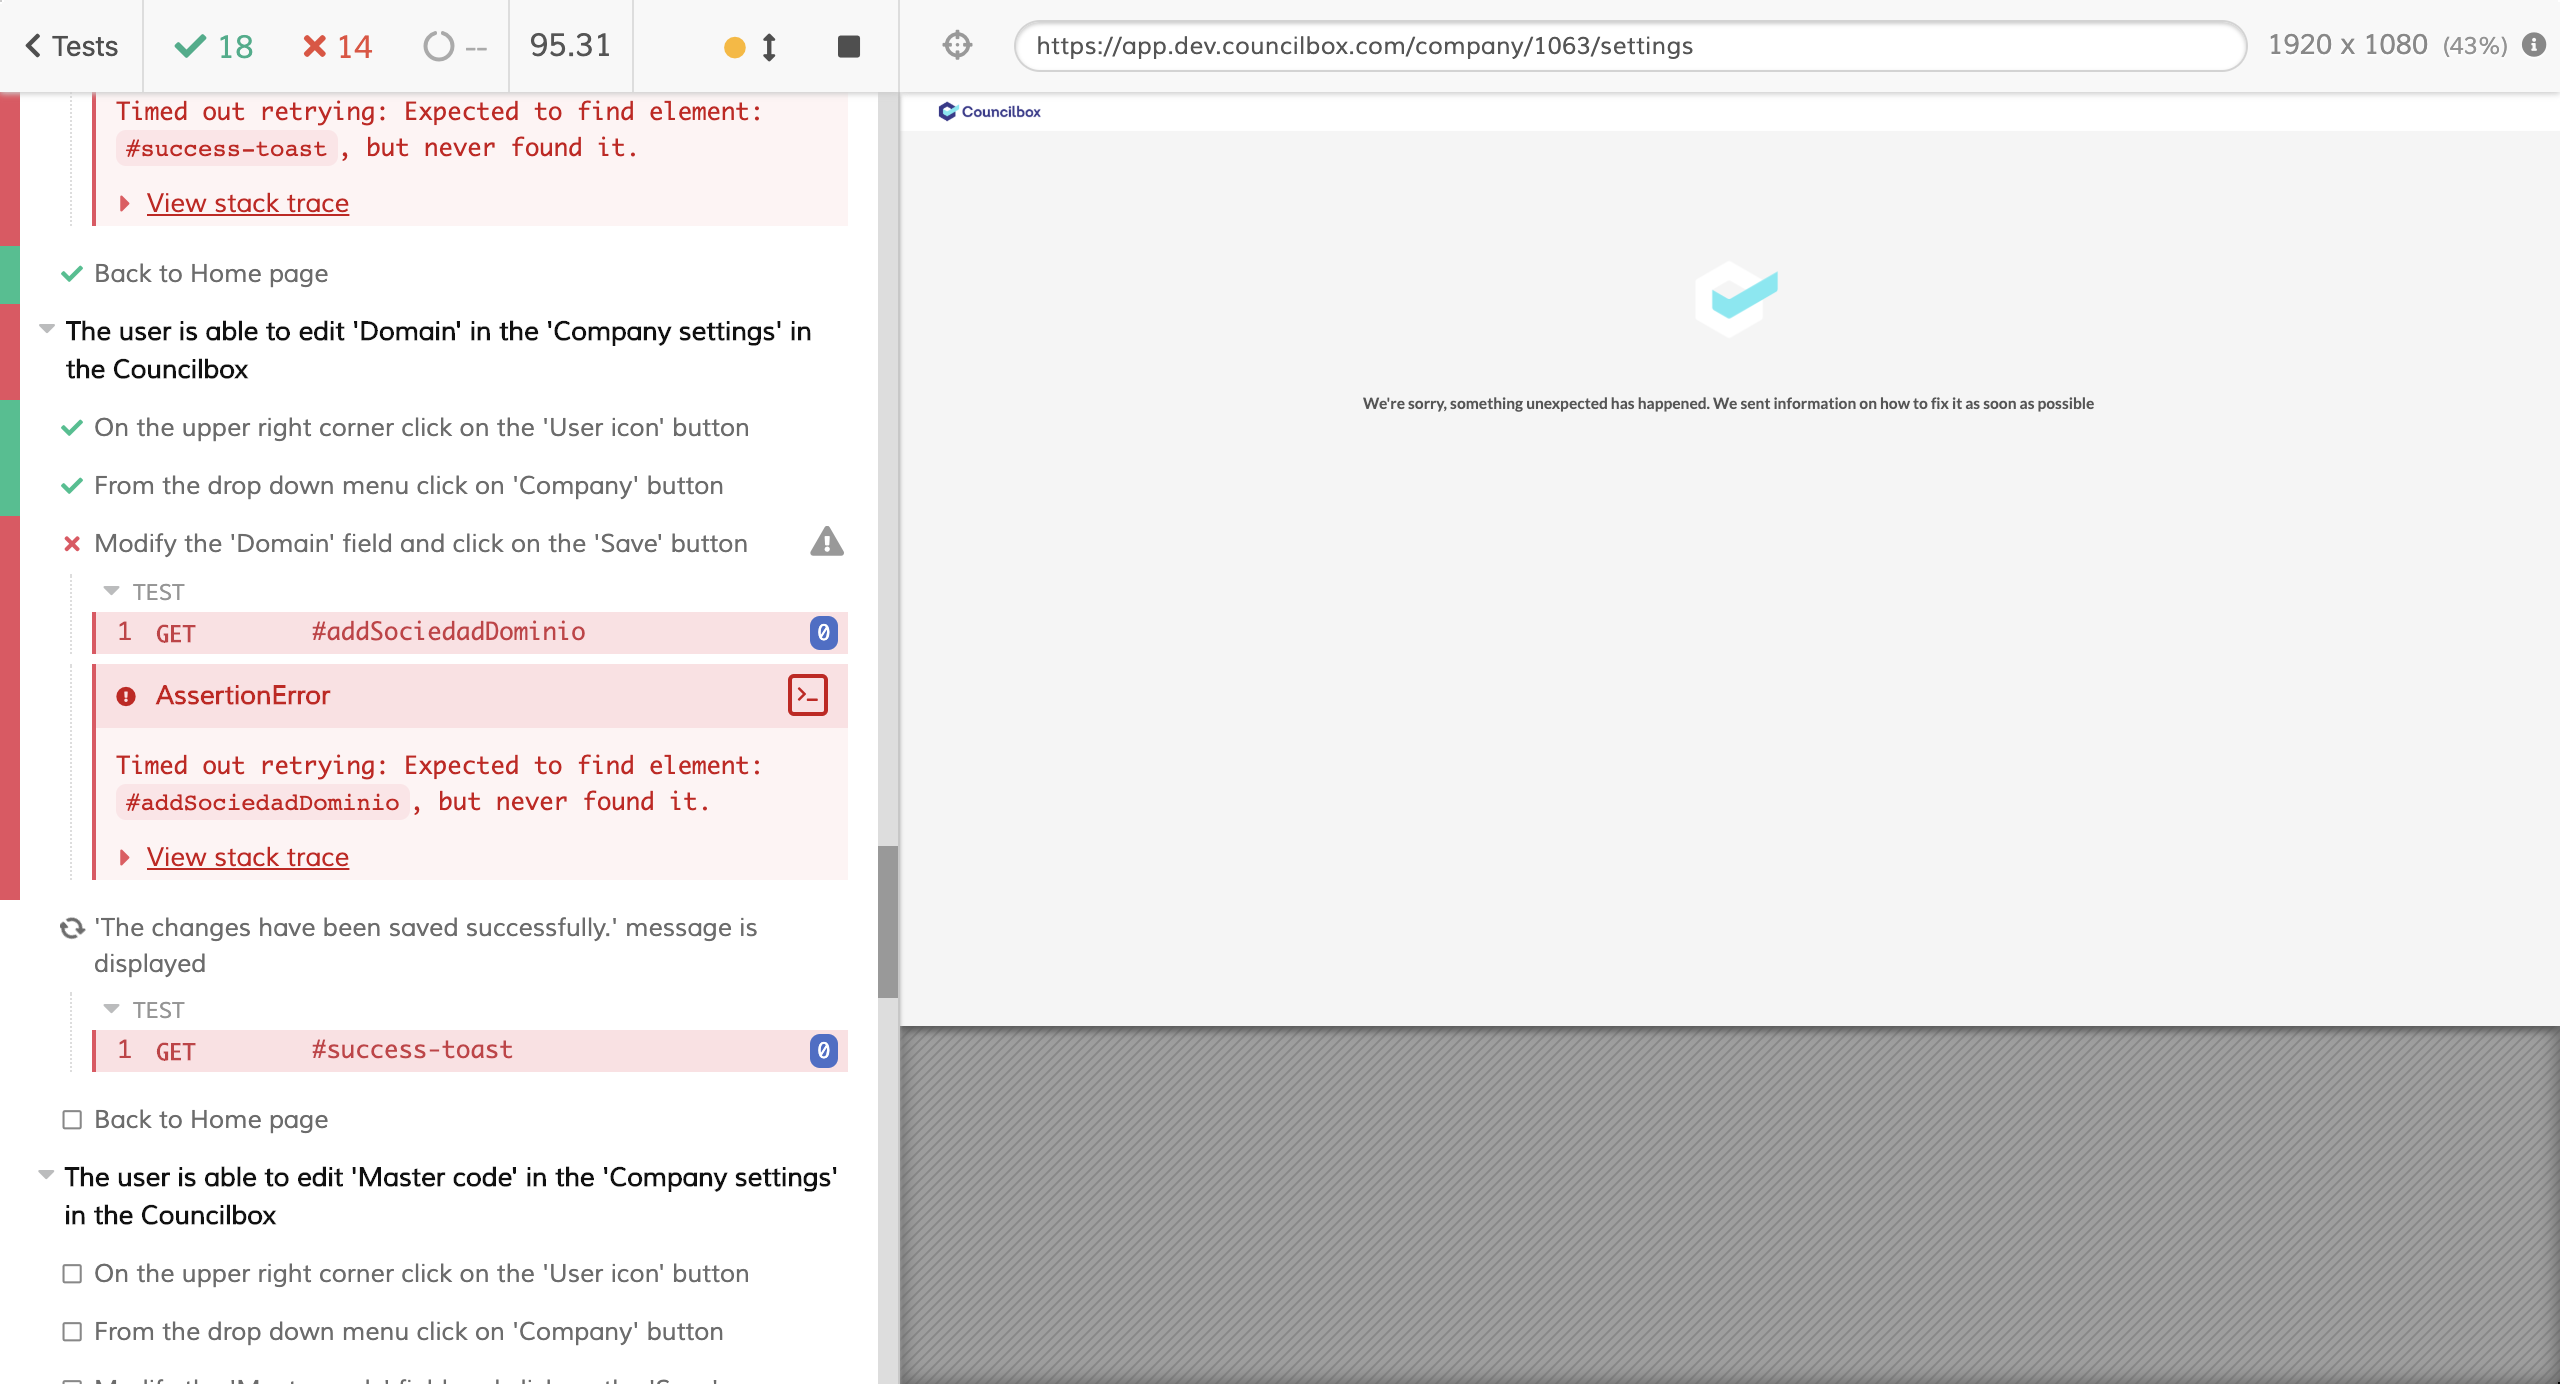 Tests
18
14
--
95.31
https://app.dev.councilbox.com/company/1063/settings
1920 x 1080 (43%)
Timed out retrying: Expected to find element:
#success-toast, but never found it.
View stack trace
Back to Home page
The user is able to edit 'Domain' in the 'Company settings' in
the Councilbox
On the upper right corner click on the 'User icon' button
From the drop down menu click on 'Company' button
Modify the 'Domain' field and click on the 'Save' button
TEST
1 GET #addSociedadDominio 0
AssertionError
Timed out retrying: Expected to find element:
#addSociedadDominio, but never found it.
View stack trace
'The changes have been saved successfully.' message is
displayed
TEST
1 GET #success-toast 0
Back to Home page
The user is able to edit 'Master code' in the 'Company settings'
in the Councilbox
On the upper right corner click on the 'User icon' button
From the drop down menu click on 'Company' button
Councilbox
We're sorry, something unexpected has happened. We sent information on how to fix it as soon as possible